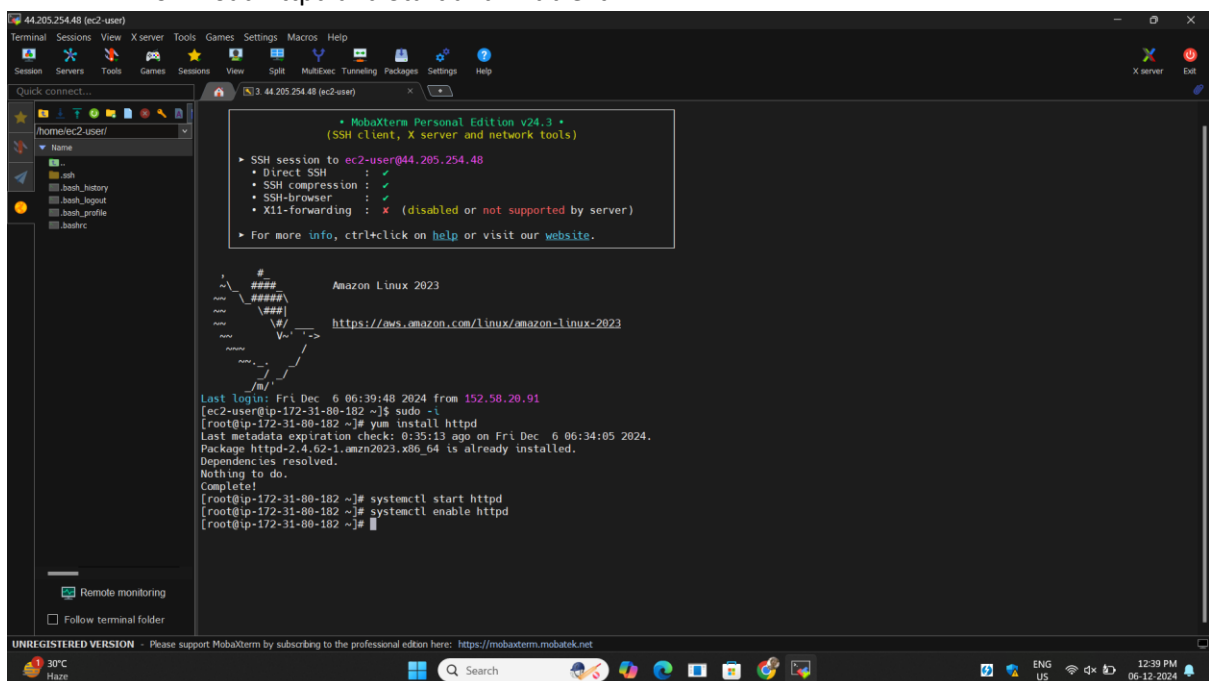 44.205.254.48 (ec2-user)
Terminal Sessions View X server Tools Games Settings Macros Help
Session Servers Tools Games Sessions View Split MultiExec Tunneling Packages Settings Help X server Exit
Quick connect... 3. 44.205.254.48 (ec2-user)
/home/ec2-user/
Name
..
.ssh
.bash_history
.bash_logout
.bash_profile
.bashrc
• MobaXterm Personal Edition v24.3 •
(SSH client, X server and network tools)
► SSH session to ec2-user@44.205.254.48
• Direct SSH : ✔
• SSH compression : ✔
• SSH-browser : ✔
• X11-forwarding : ✘ (disabled or not supported by server)
► For more info, ctrl+click on help or visit our website.
, #_
~\_ ####_ Amazon Linux 2023
~~ \_#####\
~~ \###|
~~ \#/ ___ https://aws.amazon.com/linux/amazon-linux-2023
~~ V~' '->
~~~ /
~~._. _/
_/ _/
_/m/'
Last login: Fri Dec 6 06:39:48 2024 from 152.58.20.91
[ec2-user@ip-172-31-80-182 ~]$ sudo -i
[root@ip-172-31-80-182 ~]# yum install httpd
Last metadata expiration check: 0:35:13 ago on Fri Dec 6 06:34:05 2024.
Package httpd-2.4.62-1.amzn2023.x86_64 is already installed.
Dependencies resolved.
Nothing to do.
Complete!
[root@ip-172-31-80-182 ~]# systemctl start httpd
[root@ip-172-31-80-182 ~]# systemctl enable httpd
[root@ip-172-31-80-182 ~]#
Remote monitoring
Follow terminal folder
UNREGISTERED VERSION - Please support MobaXterm by subscribing to the professional edition here: https://mobaxterm.mobatek.net
1 30°C
Haze
Search
ENG
US
12:39 PM
06-12-2024